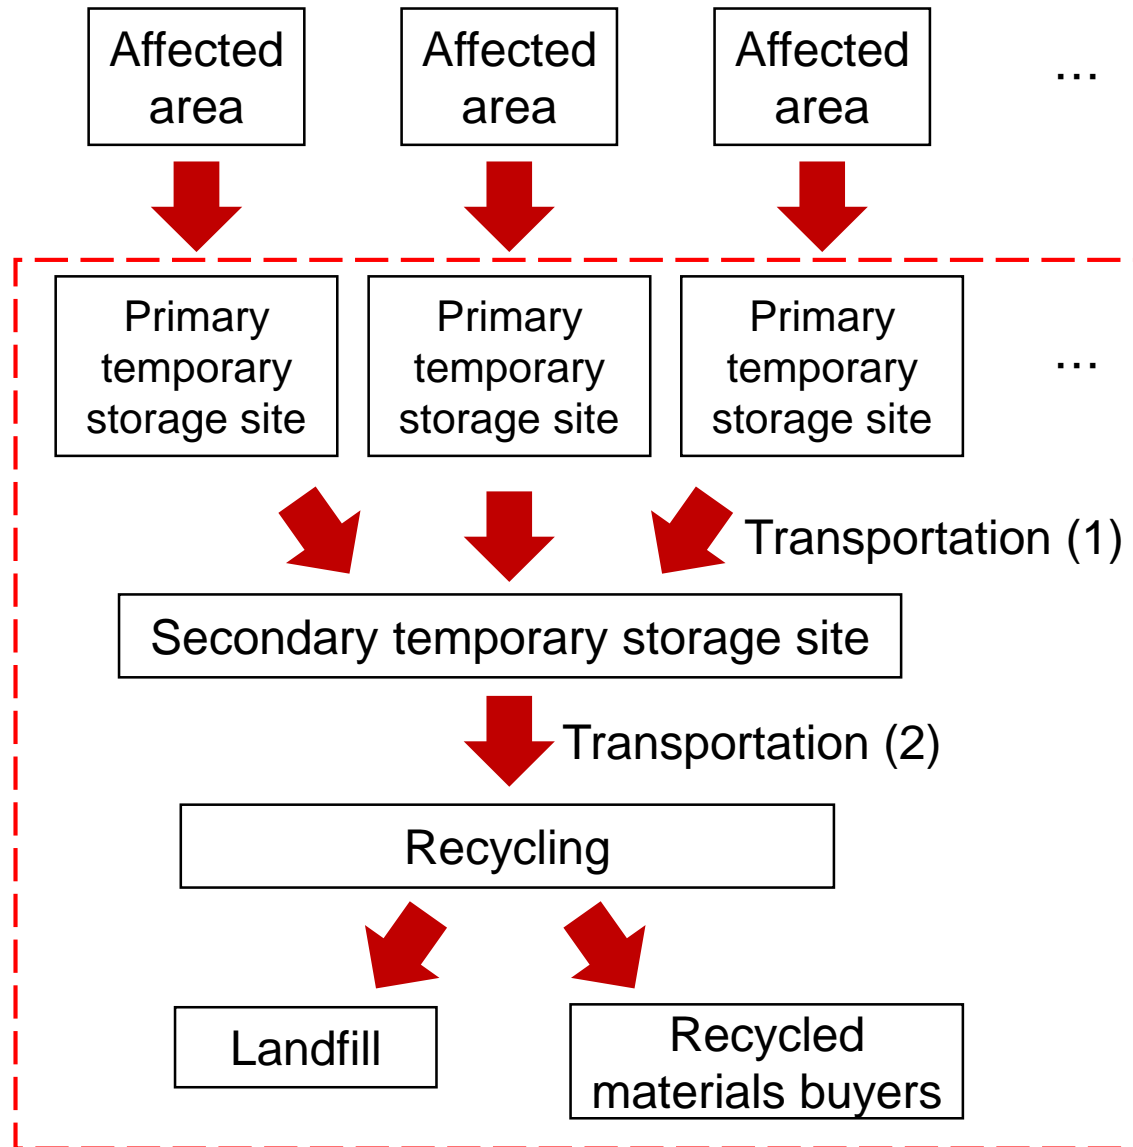 Affected
area
Affected
area
Affected
area
...
Primary
temporary
storage site
Primary
temporary
storage site
Primary
temporary
storage site
...
Transportation (1)
Secondary temporary storage site
Transportation (2)
Recycling
Landfill
Recycled
materials buyers